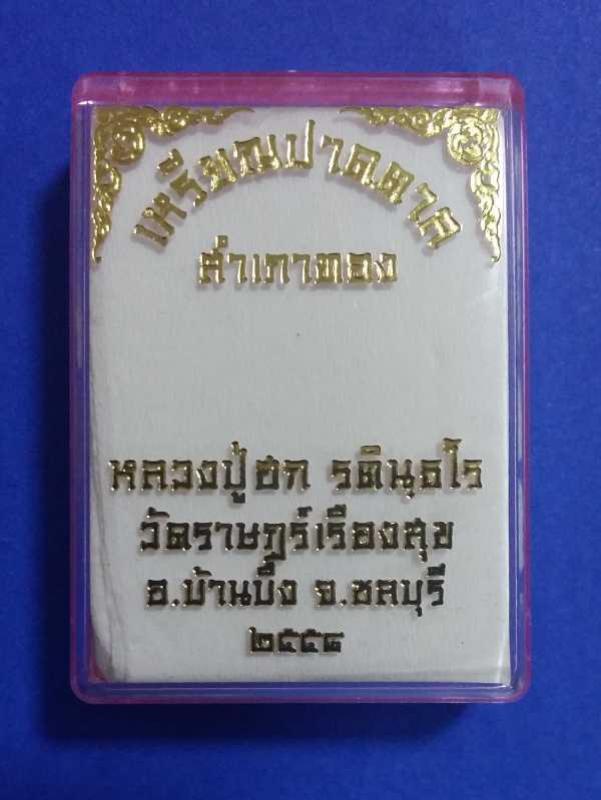 เหรียญปาดตาล
สำเภาทอง
หลวงปู่ฮก รตินฺธโร
วัดราษฎร์เรืองสุข
อ.บ้านบึง จ.ชลบุรี
๒๕๕๘